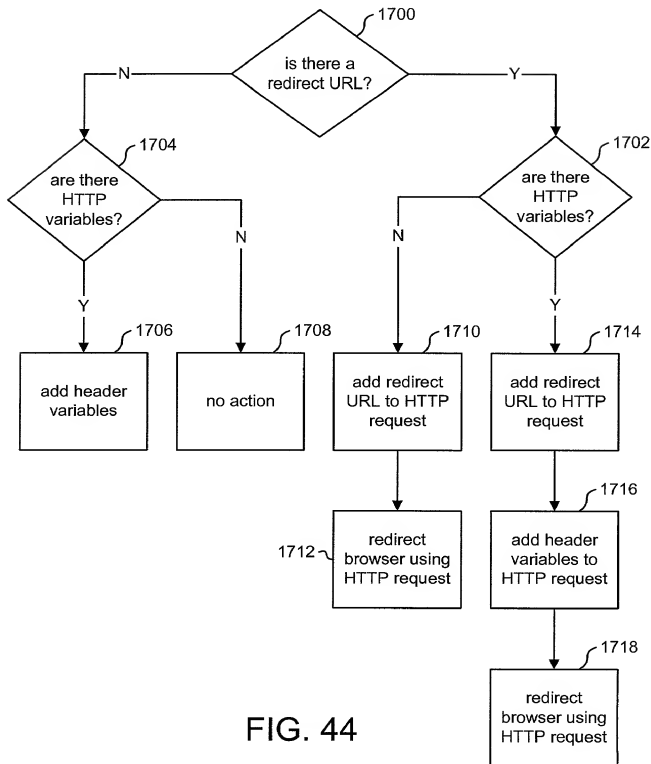 1700
is there a
redirect URL?
N
Y
1704
are there
HTTP
variables?
1702
are there
HTTP
variables?
N
N
Y
Y
1706
add header
variables
1708
no action
1710
add redirect
URL to HTTP
request
1714
add redirect
URL to HTTP
request
1712
redirect
browser using
HTTP request
1716
add header
variables to
HTTP request
1718
redirect
browser using
HTTP request
FIG. 44